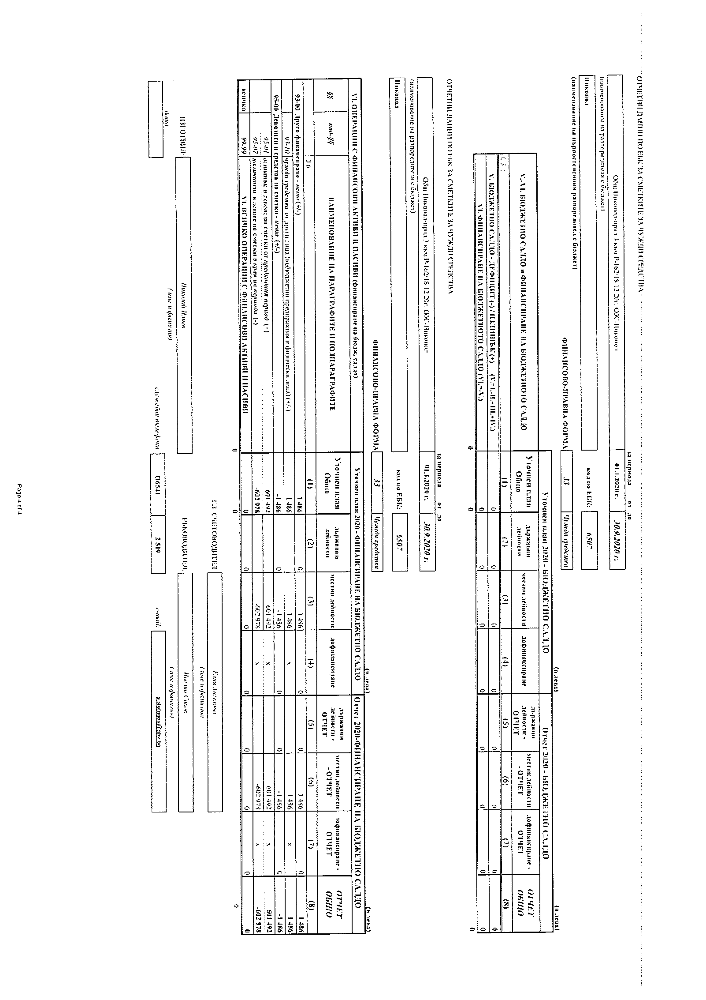 ОТЧЕТНИ ДАННИ ПО ЕБК ЗА СМЕТКИТЕ ЗА ЧУЖДИ СРЕДСТВА
за периода от до
Общ Никопол-прил.3 към Р-162/18 12 20г. ОбС-Никопол 01.1.2020 г. 30.9.2020 г.
(наименование на разпоредителя с бюджет)
Никопол код по ЕБК: 6507
(наименование на първостепенния разпоредител с бюджет)
ФИНАНСОВО-ПРАВНА ФОРМА 33 Чужди средства
(в лева) (в лева)
Уточнен план 2020 - БЮДЖЕТНО САЛДО Отчет 2020 - БЮДЖЕТНО САЛДО
V.-VI. БЮДЖЕТНО САЛДО и ФИНАНСИРАНЕ НА БЮДЖЕТНОТО САЛДО Уточнен план Общо държавни дейности местни дейности дофинансиране държавни дейности - ОТЧЕТ местни дейности - ОТЧЕТ дофинансиране - ОТЧЕТ ОТЧЕТ ОБЩО
0 5 (1) (2) (3) (4) (5) (6) (7) (8)
V. БЮДЖЕТНО САЛДО - ДЕФИЦИТ (-) / ИЗЛИШЪК (+) (V.=I.-II.+III.+IV.) 0 0 0 0 0 0 0 0
VI. ФИНАНСИРАНЕ НА БЮДЖЕТНОТО САЛДО (VI.=-V.) 0 0 0 0 0 0 0 0
0 0 0
ОТЧЕТНИ ДАННИ ПО ЕБК ЗА СМЕТКИТЕ ЗА ЧУЖДИ СРЕДСТВА
за периода от до
Общ Никопол-прил.3 към Р-162/18 12 20г. ОбС-Никопол 01.1.2020 г. 30.9.2020 г.
(наименование на разпоредителя с бюджет)
Никопол код по ЕБК: 6507
ФИНАНСОВО-ПРАВНА ФОРМА 33 Чужди средства
(в лева) (в лева)
VI. ОПЕРАЦИИ С ФИНАНСОВИ АКТИВИ И ПАСИВИ (финансиране на бюдж. салдо) Уточнен план 2020 - ФИНАНСИРАНЕ НА БЮДЖЕТНО САЛДО Отчет 2020-ФИНАНСИРАНЕ НА БЮДЖЕТНО САЛДО
§§ под-§§ НАИМЕНОВАНИЕ НА ПАРАГРАФИТЕ И ПОДПАРАГРАФИТЕ Уточнен план Общо държавни дейности местни дейности дофинансиране държавни дейности - ОТЧЕТ местни дейности - ОТЧЕТ дофинансиране - ОТЧЕТ ОТЧЕТ ОБЩО
0 6 (1) (2) (3) (4) (5) (6) (7) (8)
93-00 Друго финансиране - нето(+/-) 1 486 0 1 486 0 0 1 486 0 1 486
93-10 чужди средства от други лица (небюджетни предприятия и физически лица) (+/-) 1 486 1 486 x 1 486 x 1 486
95-00 Депозити и средства по сметки - нето (+/-) -1 486 0 -1 486 0 0 -1 486 0 -1 486
95-01 остатък в левове по сметки от предходния период (+) 601 492 601 492 x 601 492 x 601 492
95-07 наличност в левове по сметки в края на периода (-) -602 978 -602 978 x -602 978 x -602 978
всичко 99-99 VI. ВСИЧКО ОПЕРАЦИИ С ФИНАНСОВИ АКТИВИ И ПАСИВИ 0 0 0 0 0 0 0 0
0 0 0
ГЛ. СЧЕТОВОДИТЕЛ
(име и фамилия)
ИЗГОТВИЛ: Николай Илиев РЪКОВОДИТЕЛ:
(име и фамилия) (име и фамилия)
дата служебни телефони 06541 3 519 e-mail: s.stefanov@abv.bg
Page 4 of 4